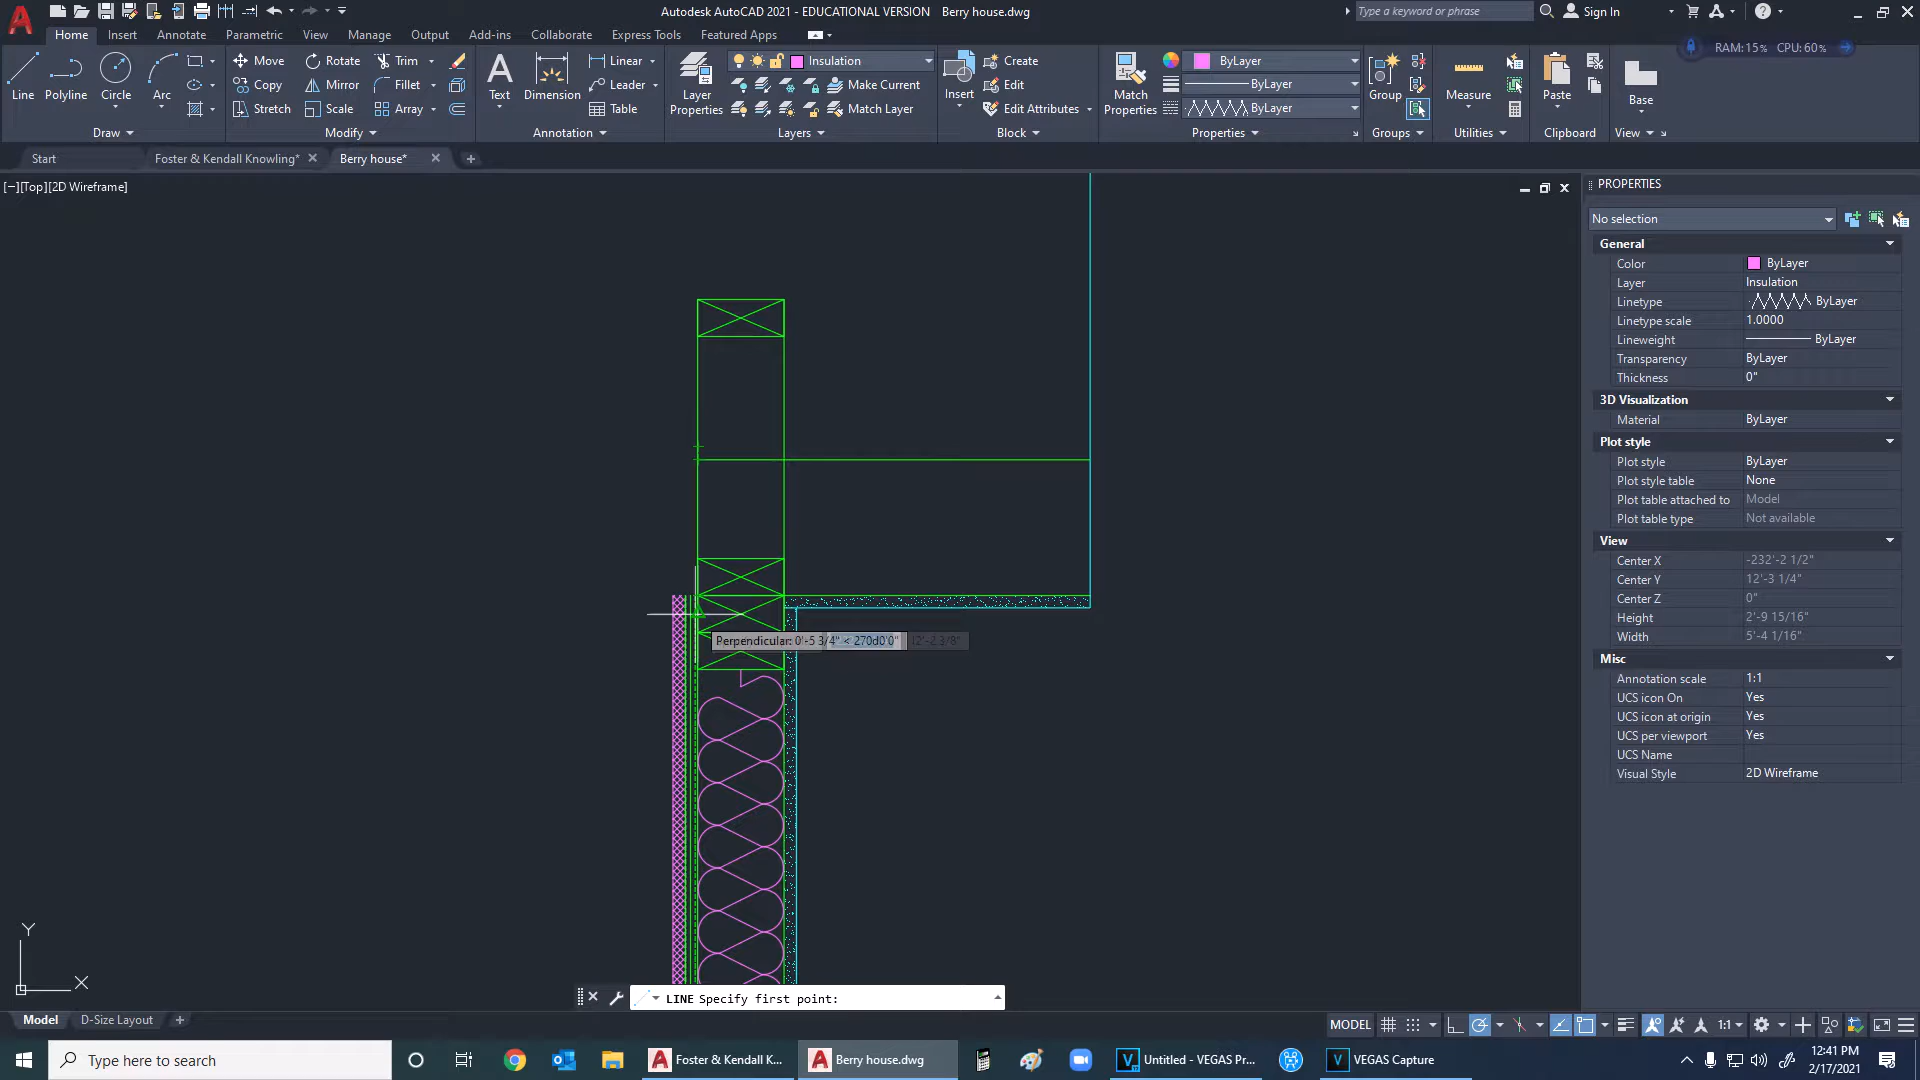 Autodesk AutoCAD 2021 - EDUCATIONAL VERSION Berry house.dwg
Type a keyword or phrase
Sign In
Home Insert Annotate Parametric View Manage Output Add-ins Collaborate Express Tools Featured Apps
RAM:15% CPU:60%
Line Polyline Circle Arc
Move Rotate Trim
Copy Mirror Fillet
Stretch Scale Array
Text Dimension
Linear
Leader
Table
Layer Properties
Insulation
Make Current
Match Layer
Insert
Create
Edit
Edit Attributes
Match Properties
ByLayer
ByLayer
ByLayer
Group
Measure
Paste
Base
Draw Modify Annotation Layers Block Properties Groups Utilities Clipboard View
Start Foster & Kendall Knowling* Berry house*
[−][Top][2D Wireframe]
PROPERTIES
No selection
General
Color ByLayer
Layer Insulation
Linetype ByLayer
Linetype scale 1.0000
Lineweight ByLayer
Transparency ByLayer
Thickness 0"
3D Visualization
Material ByLayer
Plot style
Plot style ByLayer
Plot style table None
Plot table attached to Model
Plot table type Not available
View
Center X -232'-2 1/2"
Center Y 12'-3 1/4"
Center Z 0"
Height 2'-9 15/16"
Width 5'-4 1/16"
Misc
Annotation scale 1:1
UCS icon On Yes
UCS icon at origin Yes
UCS per viewport Yes
UCS Name
Visual Style 2D Wireframe
Perpendicular: 0'-5 3/4" < 270d0'0" 12'-2 3/8"
Y
X
LINE Specify first point:
Model D-Size Layout
MODEL 1:1
Type here to search
Foster & Kendall K...
Berry house.dwg
Untitled - VEGAS Pr...
VEGAS Capture
12:41 PM
2/17/2021